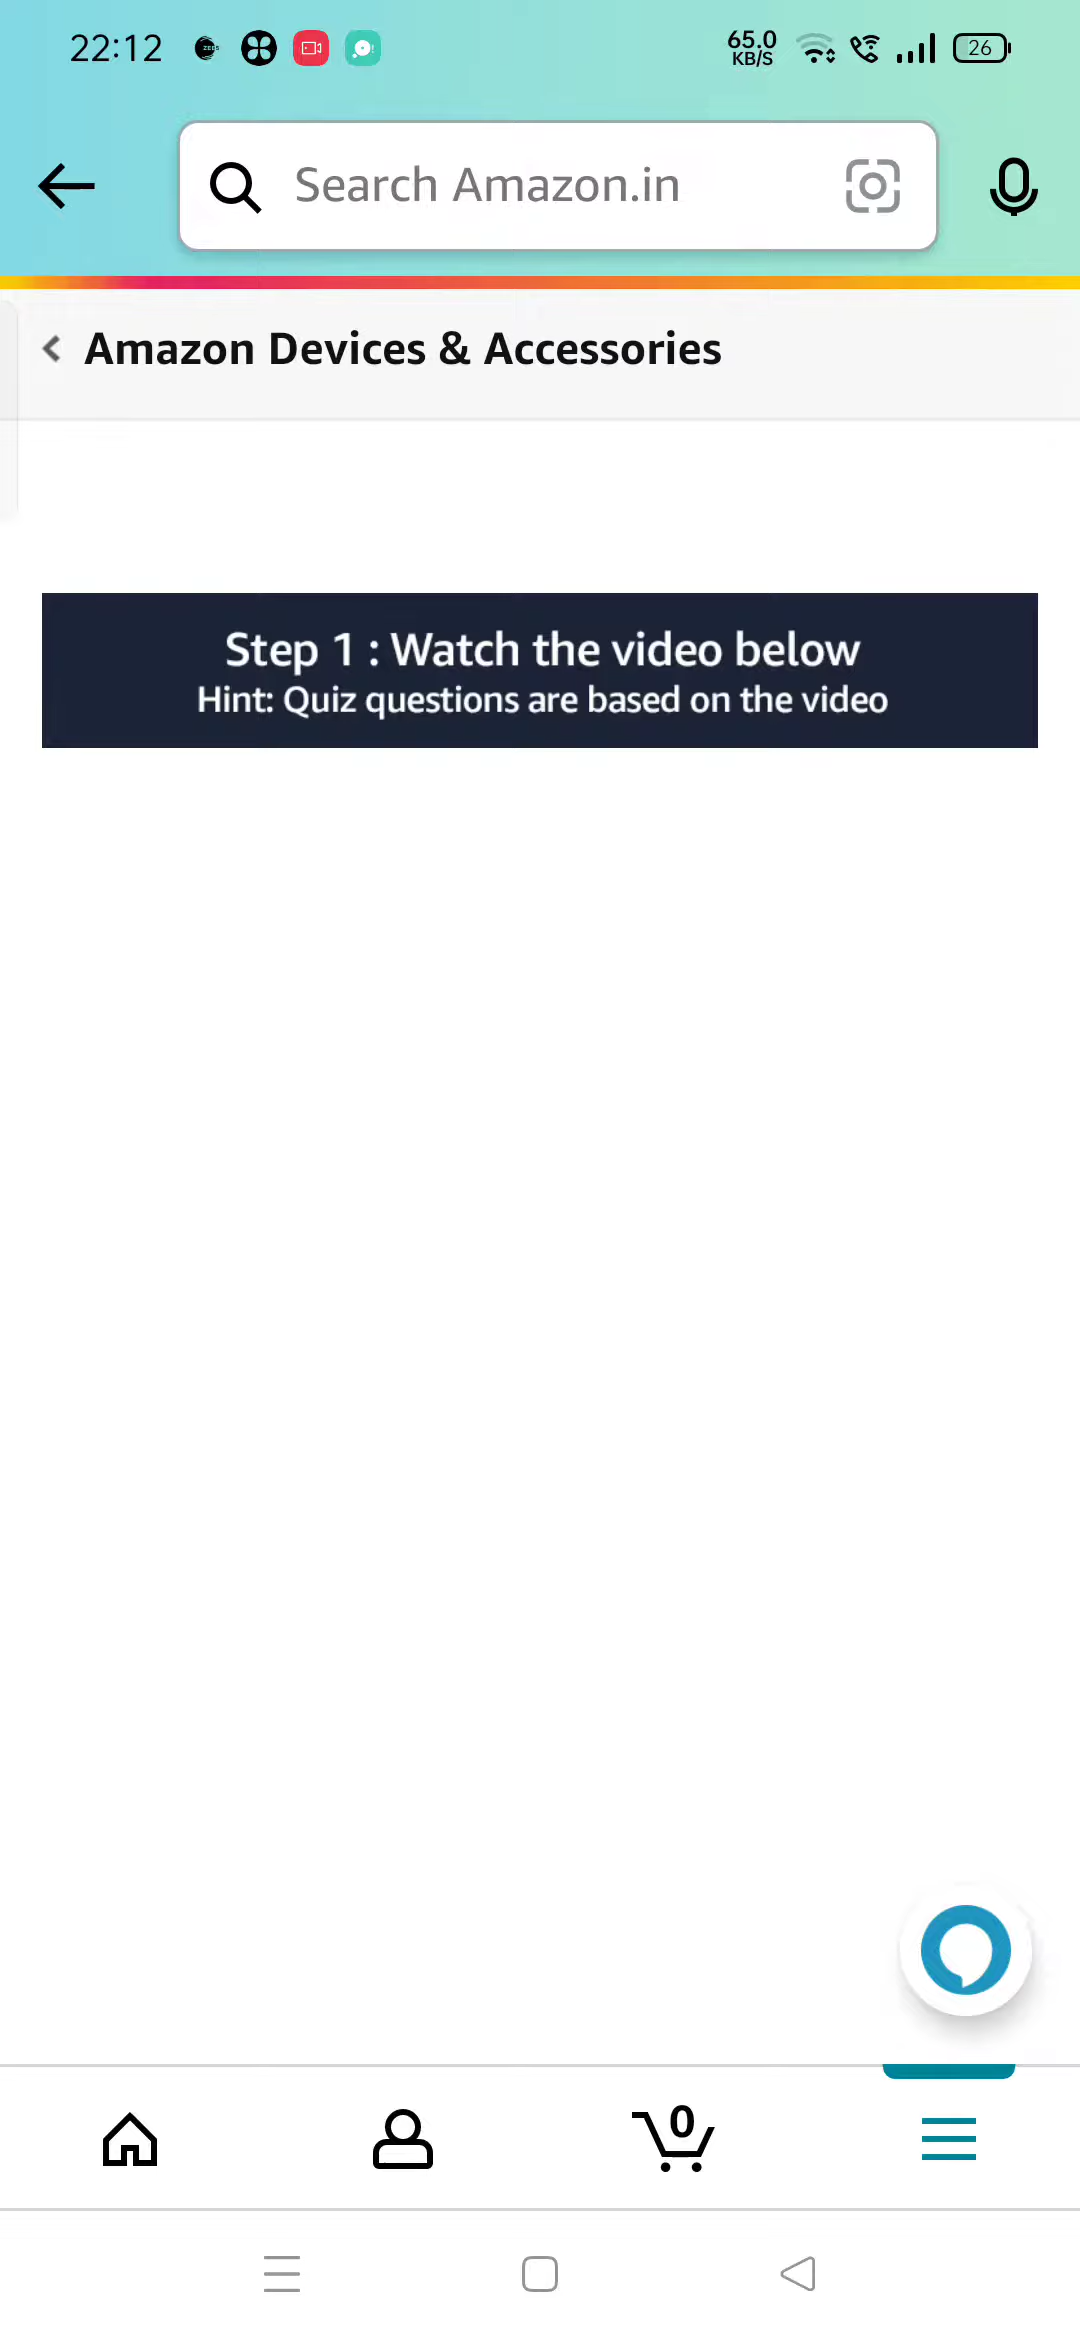 22:12
65.0
KB/S
26
Search Amazon.in
Amazon Devices & Accessories
Step 1 : Watch the video below
Hint: Quiz questions are based on the video
0